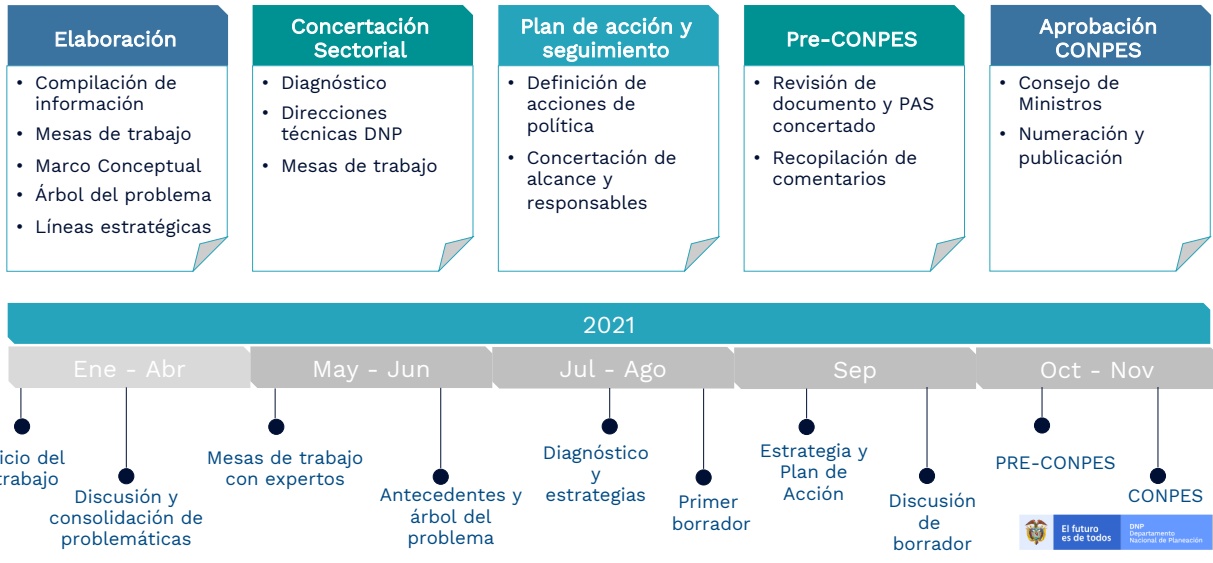 Elaboración
• Compilación de
información
• Mesas de trabajo
• Marco Conceptual
• Árbol del problema
• Líneas estratégicas
Concertación
Sectorial
• Diagnóstico
• Direcciones
técnicas DNP
• Mesas de trabajo
Plan de acción y
seguimiento
• Definición de
acciones de
política
• Concertación de
alcance y
responsables
Pre-CONPES
• Revisión de
documento y PAS
concertado
• Recopilación de
comentarios
Aprobación
CONPES
• Consejo de
Ministros
• Numeración y
publicación
2021
Ene - Abr
May - Jun
Jul - Ago
Sep
Oct - Nov
icio del
trabajo
Discusión y
consolidación de
problemáticas
Mesas de trabajo
con expertos
Antecedentes y
árbol del
problema
Diagnóstico
y
estrategias
Primer
borrador
Estrategia y
Plan de
Acción
Discusión
de
borrador
PRE-CONPES
CONPES
El futuro
es de todos
DNP
Departamento
Nacional de Planeación